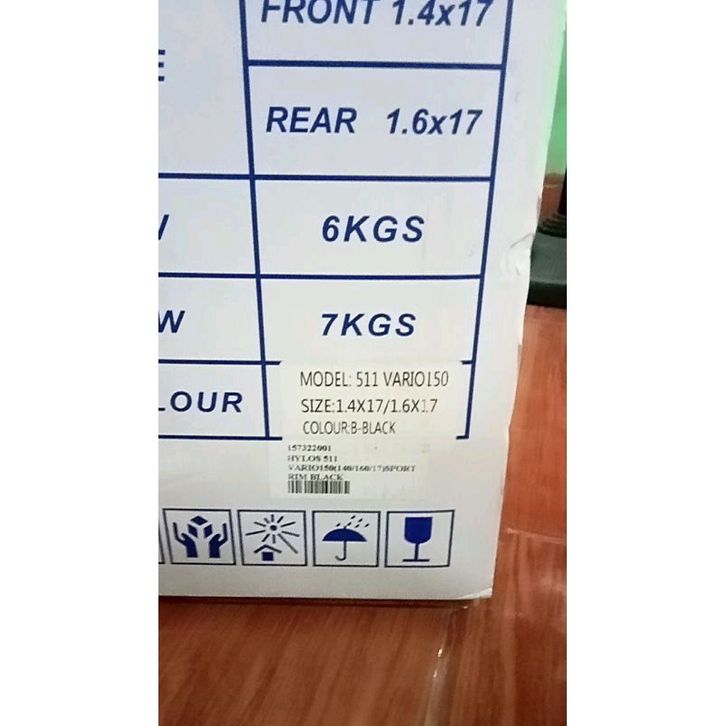 FRONT 1.4x17
E
REAR 1.6x17
6KGS
W 7KGS
LOUR
MODEL: 511 VARIO150
SIZE:1.4X17/1.6X17
COLOUR:B-BLACK
157322001
HYLOS 511
VARIO150(140/160/17)SPORT
RIM BLACK